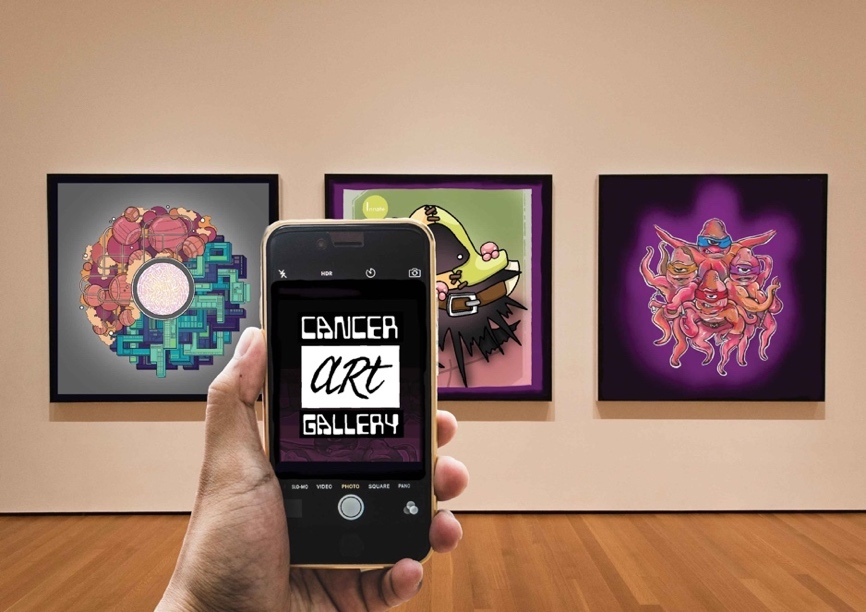 HDR
CANCER
ART
GALLERY
SLO-MO VIDEO PHOTO SQUARE PANO